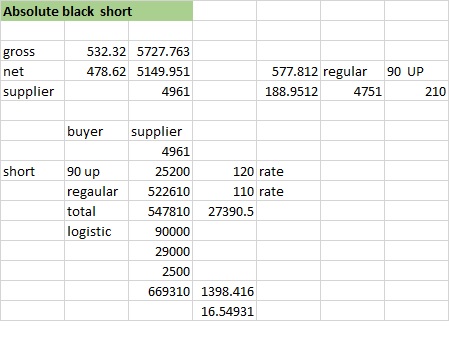 Absolute black short
gross 532.32 5727.763
net 478.62 5149.951 577.812 regular 90 UP
supplier 4961 188.9512 4751 210
buyer supplier
4961
short 90 up 25200 120 rate
regaular 522610 110 rate
total 547810 27390.5
logistic 90000
29000
2500
669310 1398.416
16.54931